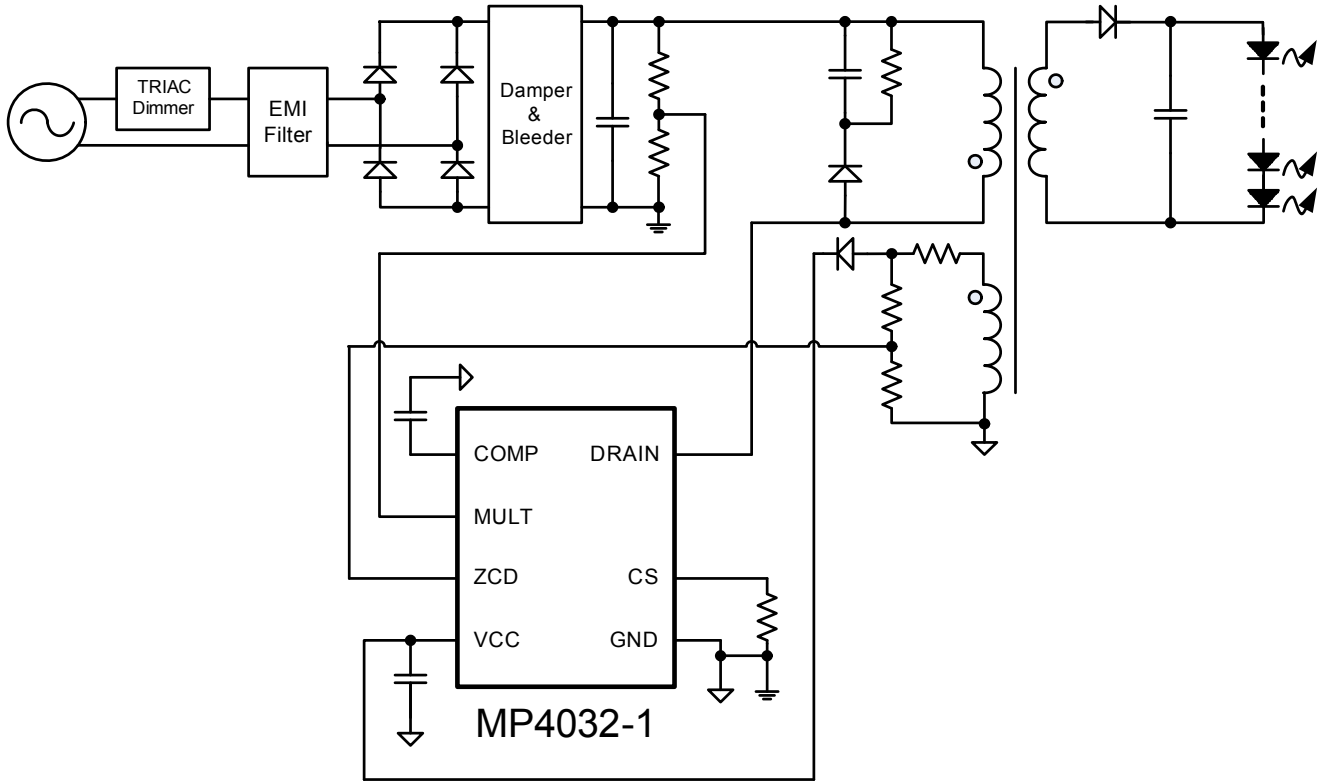 TRIAC
Dimmer
EMI
Filter
Damper
&
Bleeder
COMP
DRAIN
MULT
ZCD
CS
VCC
GND
MP4032-1